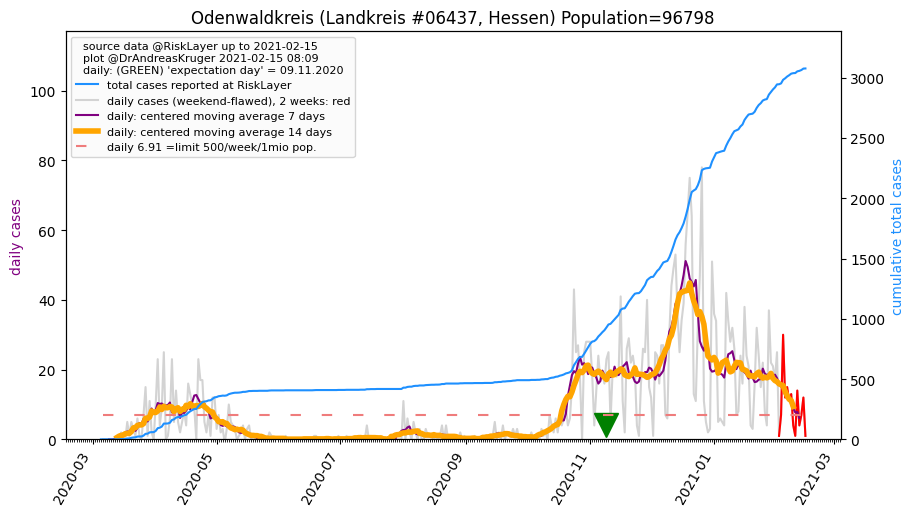 Odenwaldkreis (Landkreis #06437, Hessen) Population=96798
source data @RiskLayer up to 2021-02-15
plot @DrAndreasKruger 2021-02-15 08:09
daily: (GREEN) 'expectation day' = 09.11.2020
total cases reported at RiskLayer
daily cases (weekend-flawed), 2 weeks: red
daily: centered moving average 7 days
daily: centered moving average 14 days
daily 6.91 =limit 500/week/1mio pop.
daily cases
100
80
60
40
20
0
cumulative total cases
3000
2500
2000
1500
1000
500
0
2020-03
2020-05
2020-07
2020-09
2020-11
2021-01
2021-03